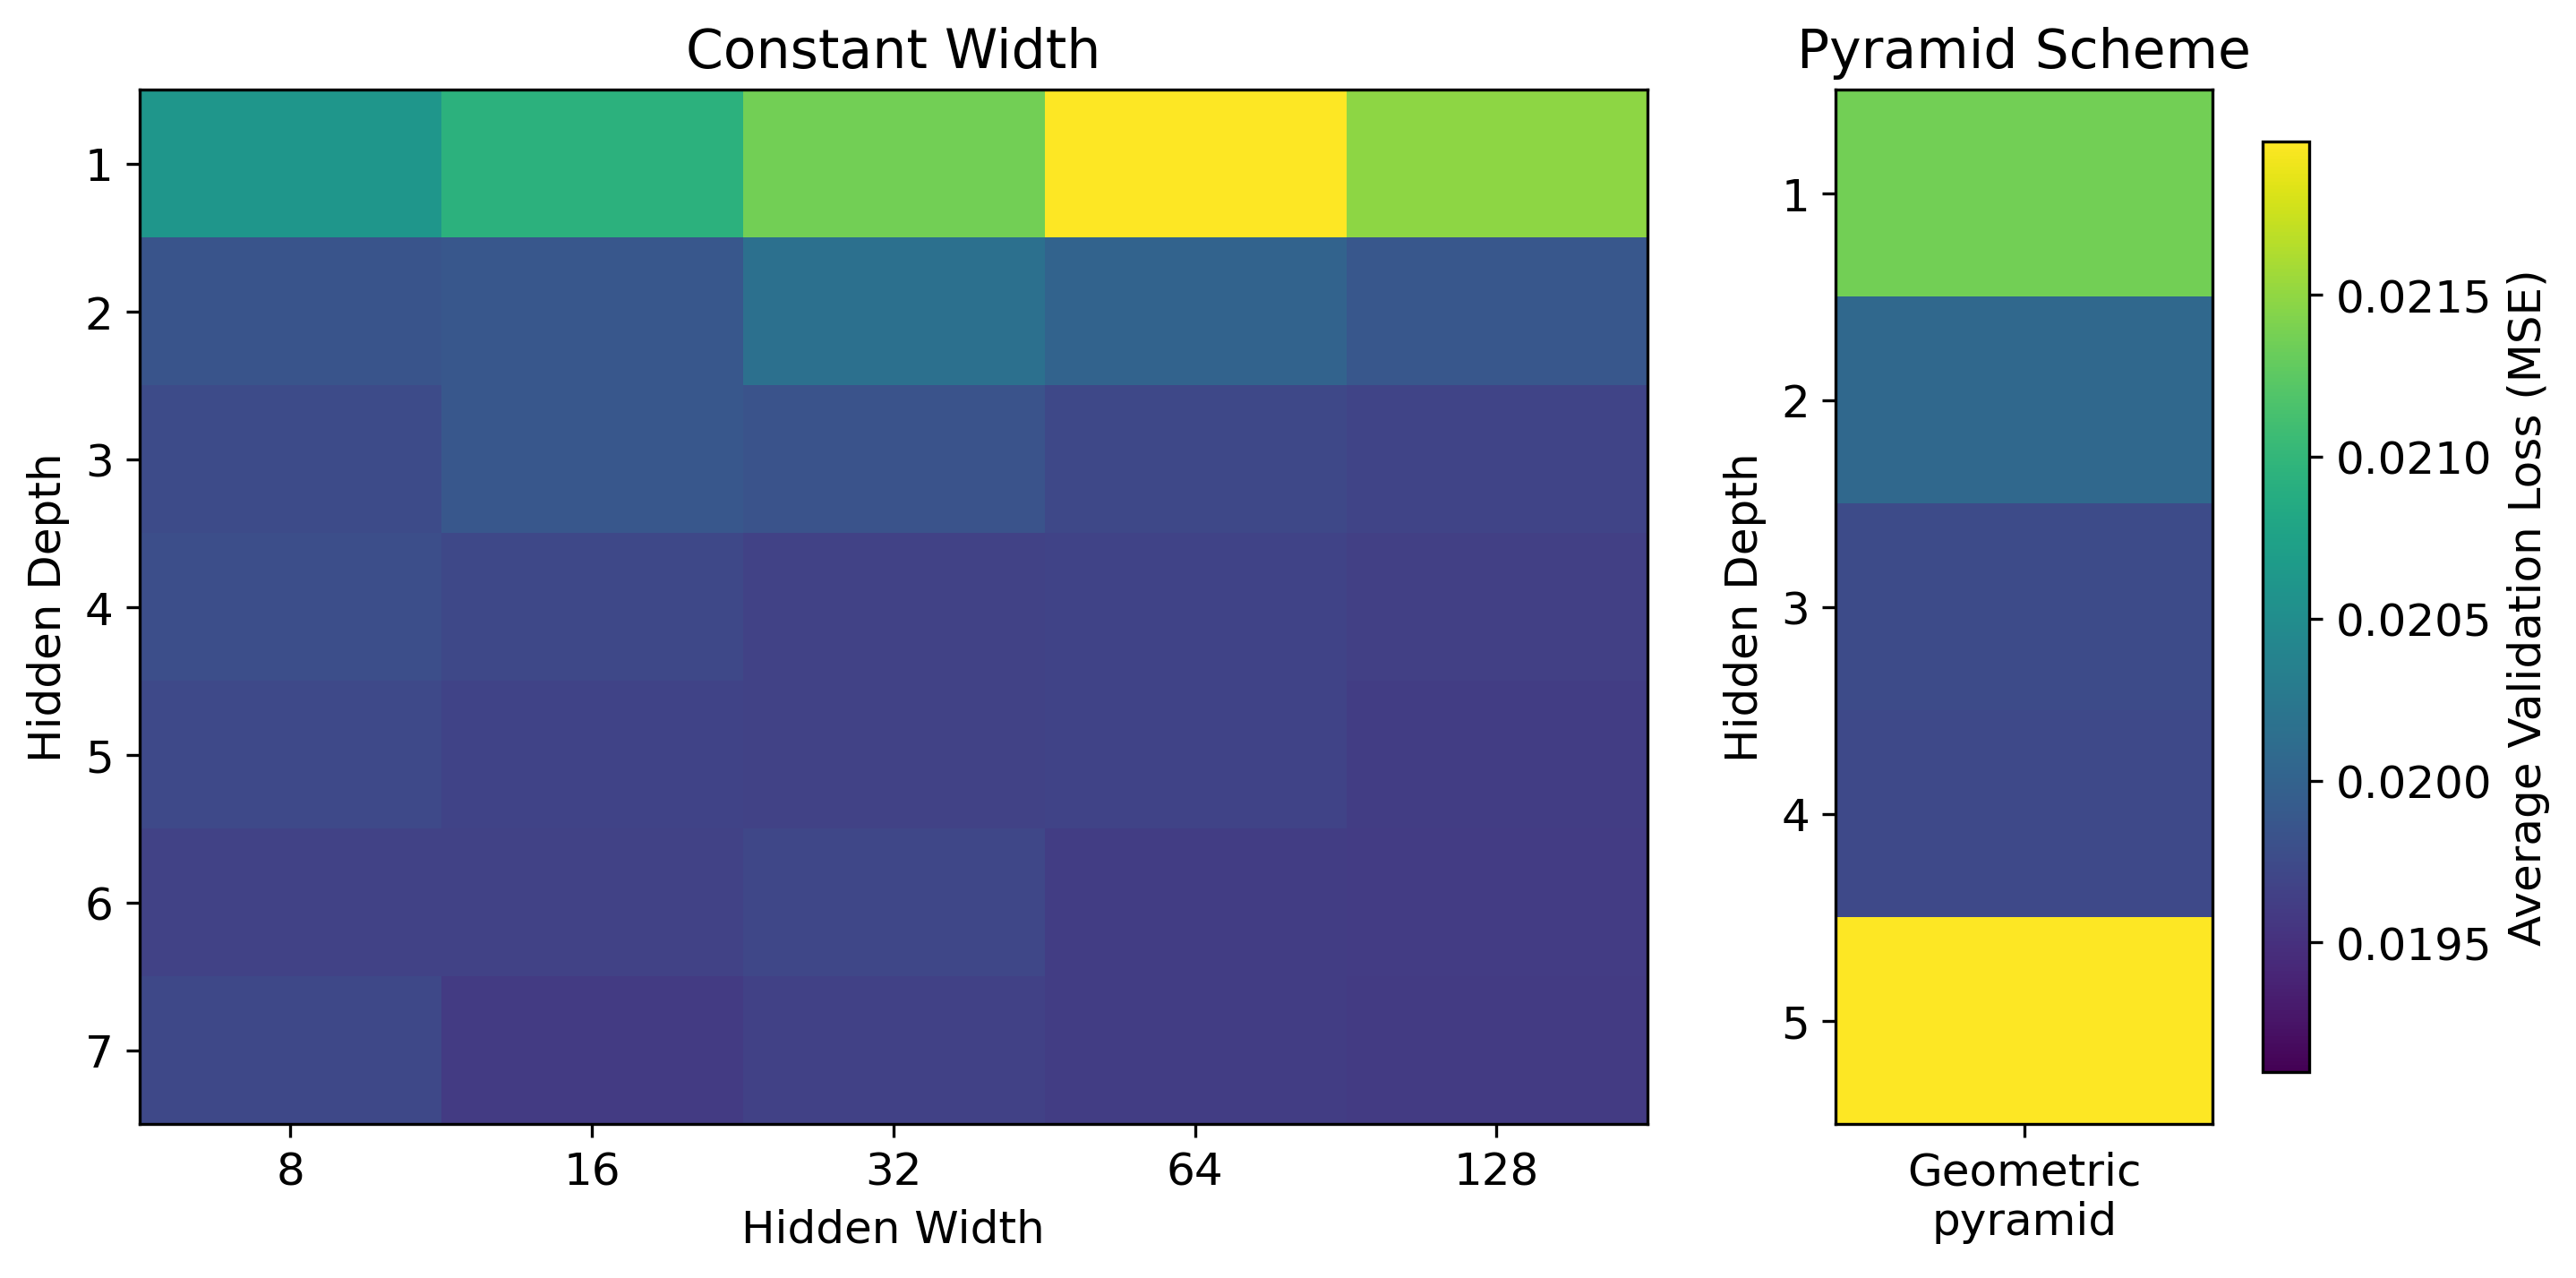 Constant Width
1
2
3
4
5
6
7
Hidden Depth
8 16 32 64 128
Hidden Width
Pyramid Scheme
1
2
3
4
5
Hidden Depth
Geometric
pyramid
0.0215
0.0210
0.0205
0.0200
0.0195
Average Validation Loss (MSE)